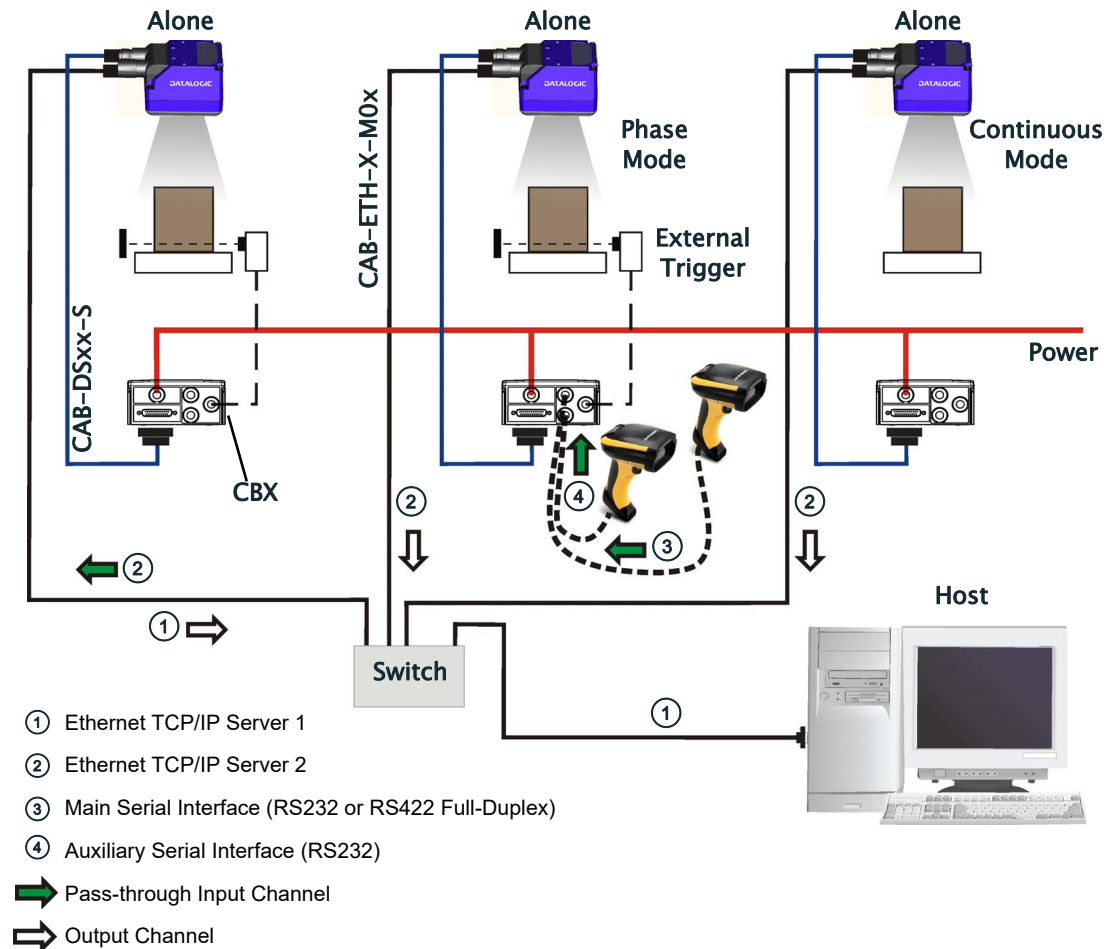 Alone
Alone
Alone
DATALOGIC
DATALOGIC
DATALOGIC
CAB-ETH-X-M0x
Phase
Mode
Continuous
Mode
External
Trigger
CAB-DSxx-S
Power
CBX
2
4
2
3
2
1
Host
Switch
1
1 Ethernet TCP/IP Server 1
2 Ethernet TCP/IP Server 2
3 Main Serial Interface (RS232 or RS422 Full-Duplex)
4 Auxiliary Serial Interface (RS232)
Pass-through Input Channel
Output Channel